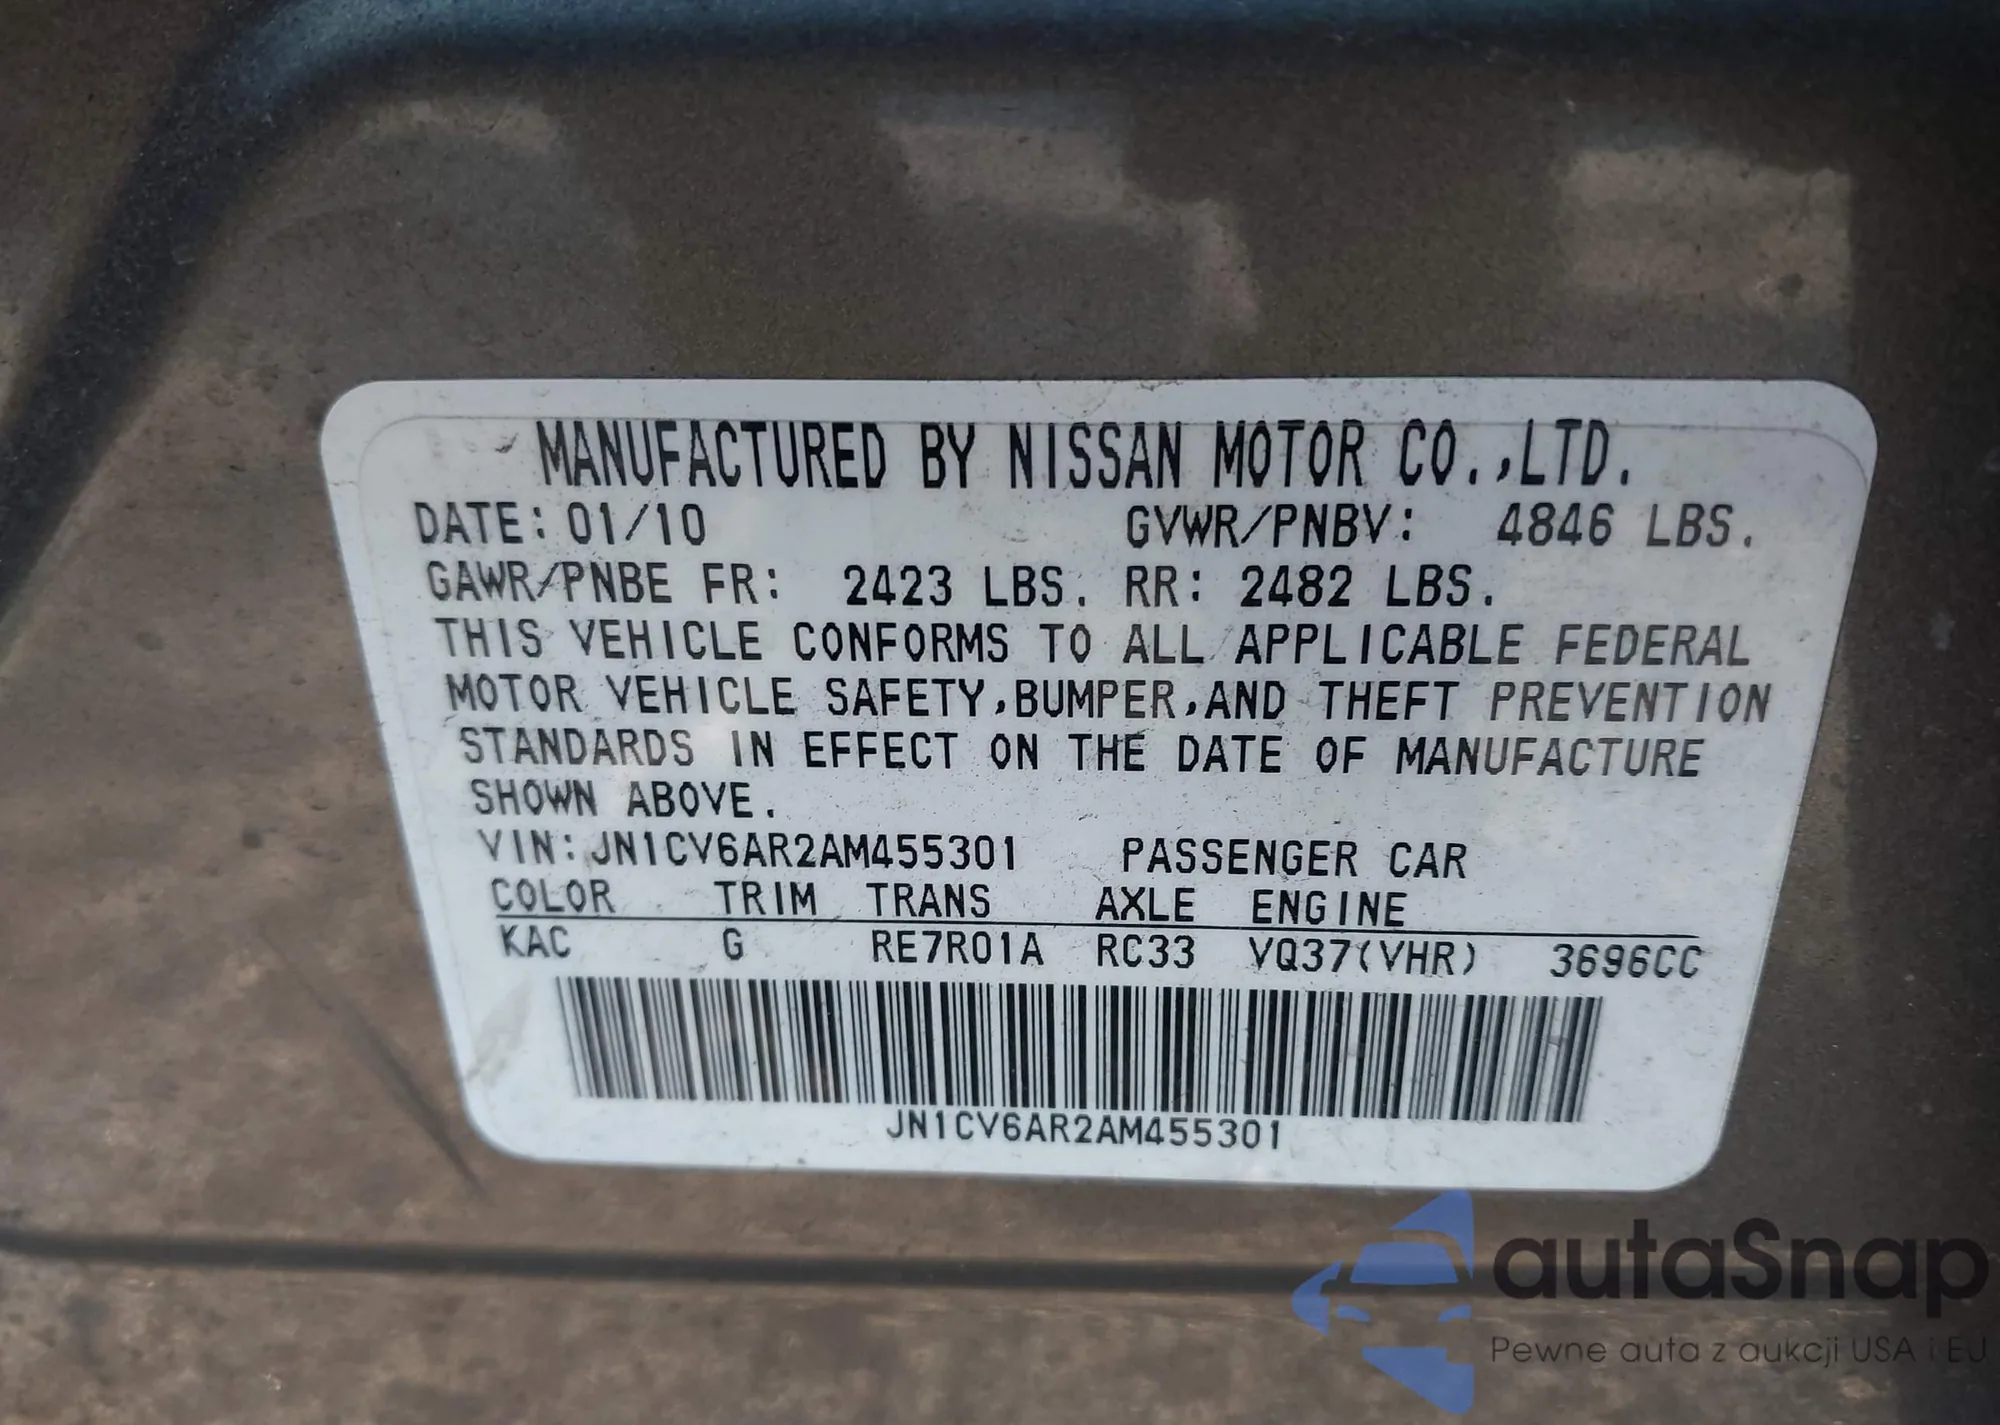 MANUFACTURED BY NISSAN MOTOR CO.,LTD.
DATE: 01/10 GVWR/PNBV: 4846 LBS.
GAWR/PNBE FR: 2423 LBS. RR: 2482 LBS.
THIS VEHICLE CONFORMS TO ALL APPLICABLE FEDERAL
MOTOR VEHICLE SAFETY,BUMPER,AND THEFT PREVENTION
STANDARDS IN EFFECT ON THE DATE OF MANUFACTURE
SHOWN ABOVE.
VIN: JN1CV6AR2AM455301 PASSENGER CAR
COLOR TRIM TRANS AXLE ENGINE
KAC G RE7R01A RC33 VQ37(VHR) 3696CC
JN1CV6AR2AM455301
autaSnap
Pewne auta z aukcji USA i EU